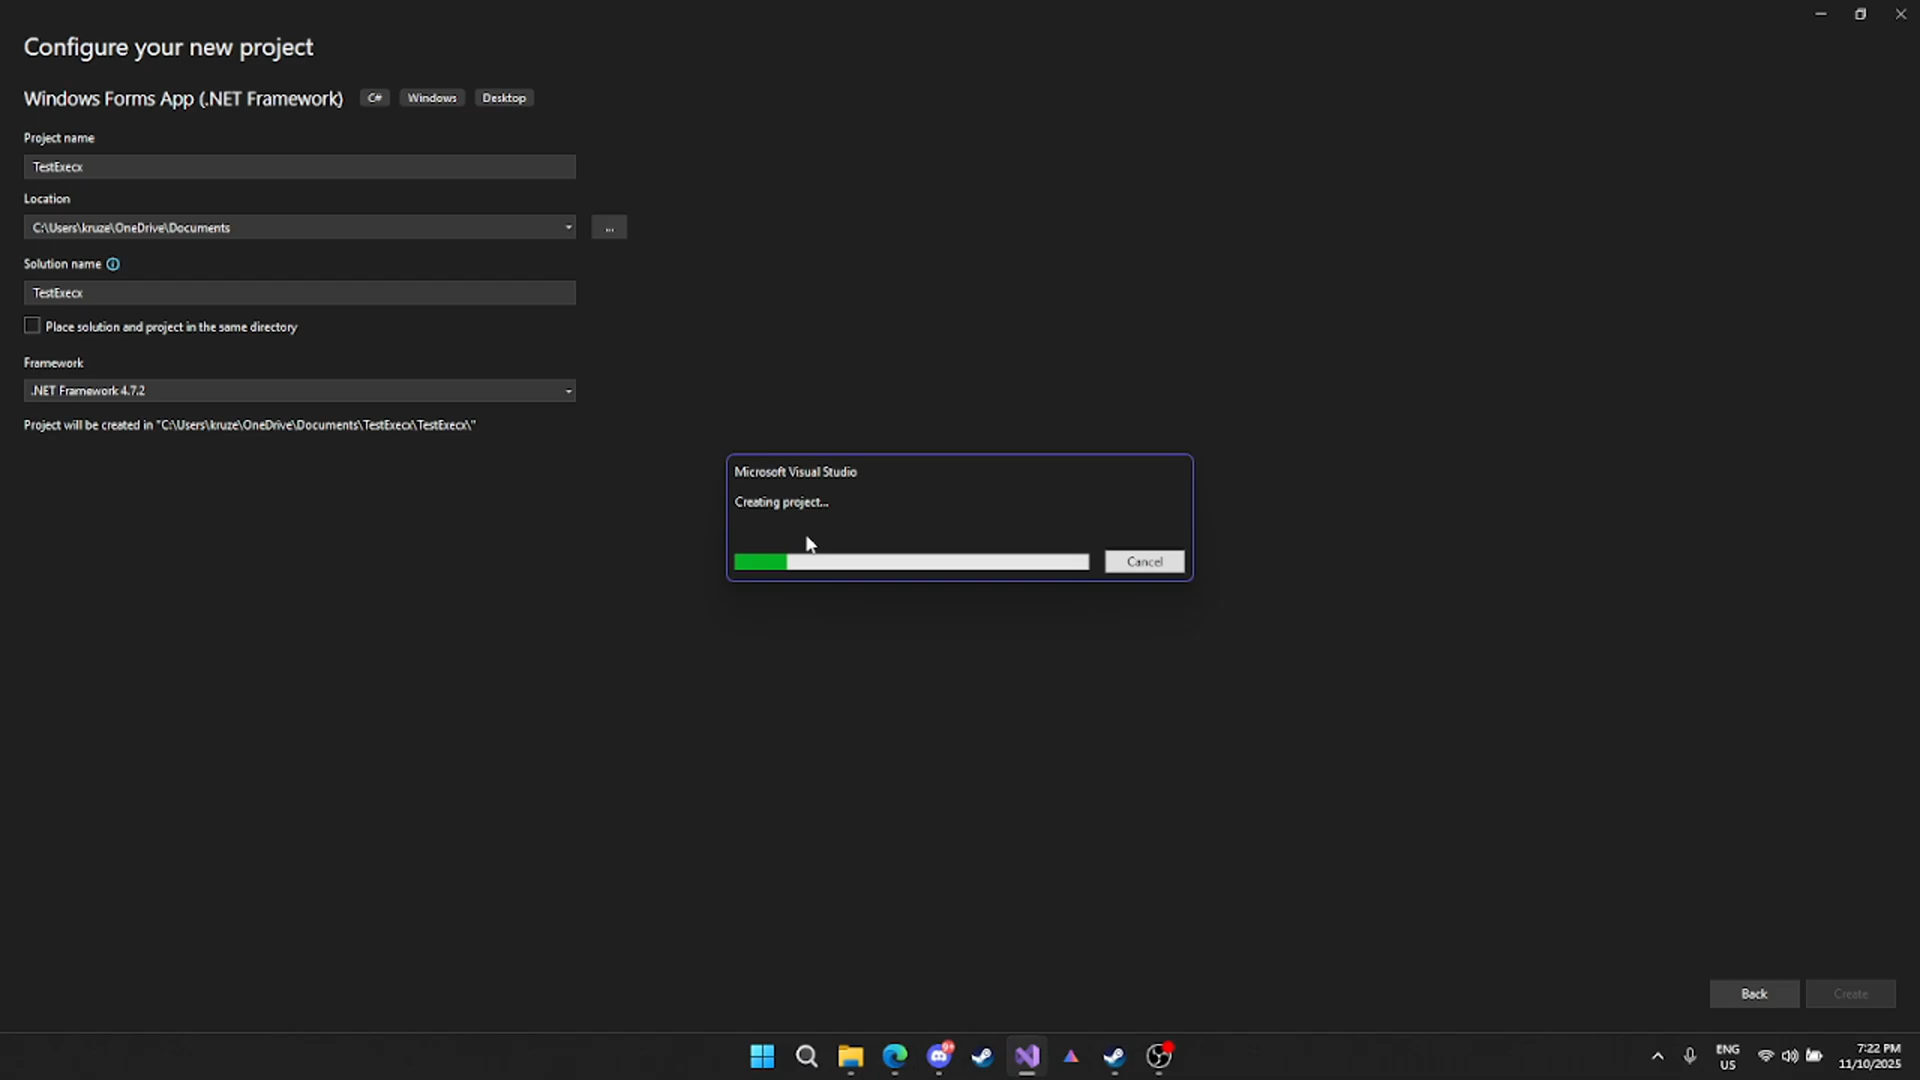 Configure your new project
Windows Forms App (.NET Framework) C# Windows Desktop
Project name
TestExecx
Location
C:\Users\kruze\OneDrive\Documents
...
Solution name
TestExecx
Place solution and project in the same directory
Framework
.NET Framework 4.7.2
Project will be created in "C:\Users\kruze\OneDrive\Documents\TestExecx\TestExecx\"
Microsoft Visual Studio
Creating project...
Cancel
Back Create
ENG
US
7:22 PM
11/10/2025